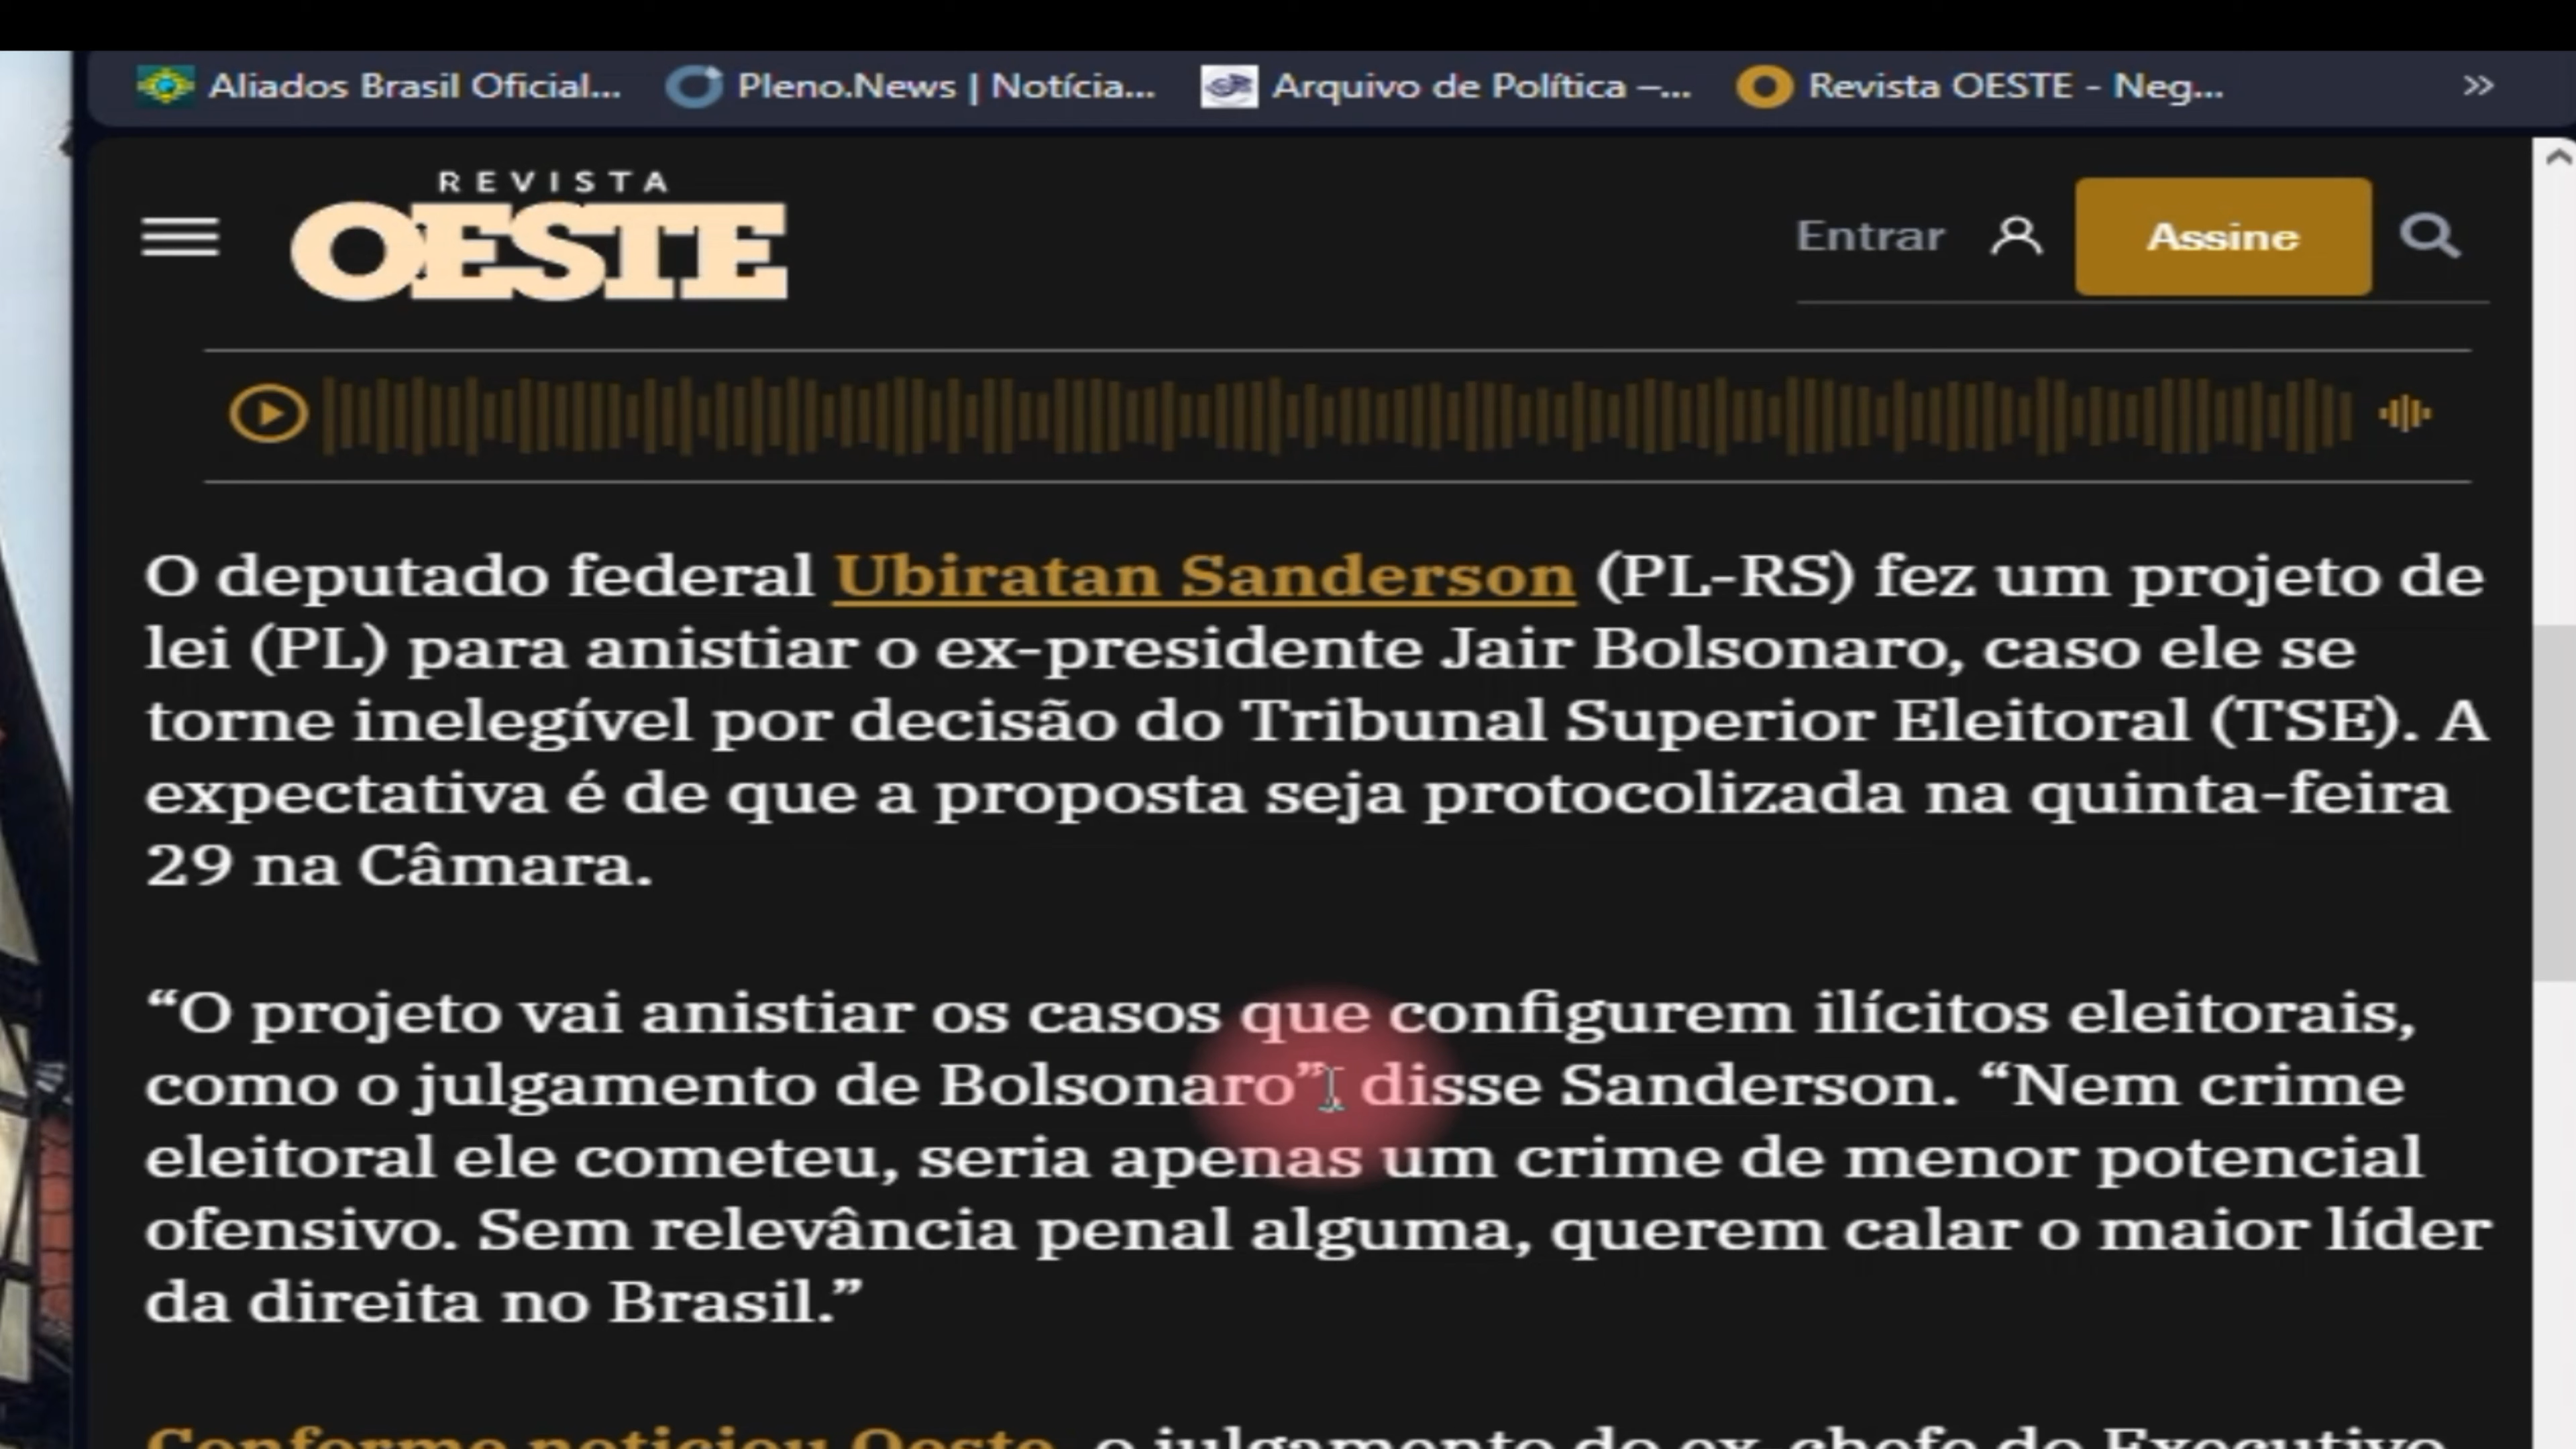 Aliados Brasil Oficial... Pleno.News | Notícia... Arquivo de Política –... Revista OESTE - Neg... »
REVISTA
OESTE
Entrar Assine
O deputado federal Ubiratan Sanderson (PL-RS) fez um projeto de
lei (PL) para anistiar o ex-presidente Jair Bolsonaro, caso ele se
torne inelegível por decisão do Tribunal Superior Eleitoral (TSE). A
expectativa é de que a proposta seja protocolizada na quinta-feira
29 na Câmara.
“O projeto vai anistiar os casos que configurem ilícitos eleitorais,
como o julgamento de Bolsonaro”, disse Sanderson. “Nem crime
eleitoral ele cometeu, seria apenas um crime de menor potencial
ofensivo. Sem relevância penal alguma, querem calar o maior líder
da direita no Brasil.”
Conforme noticiou Oeste, o julgamento do ex-chefe do Executivo